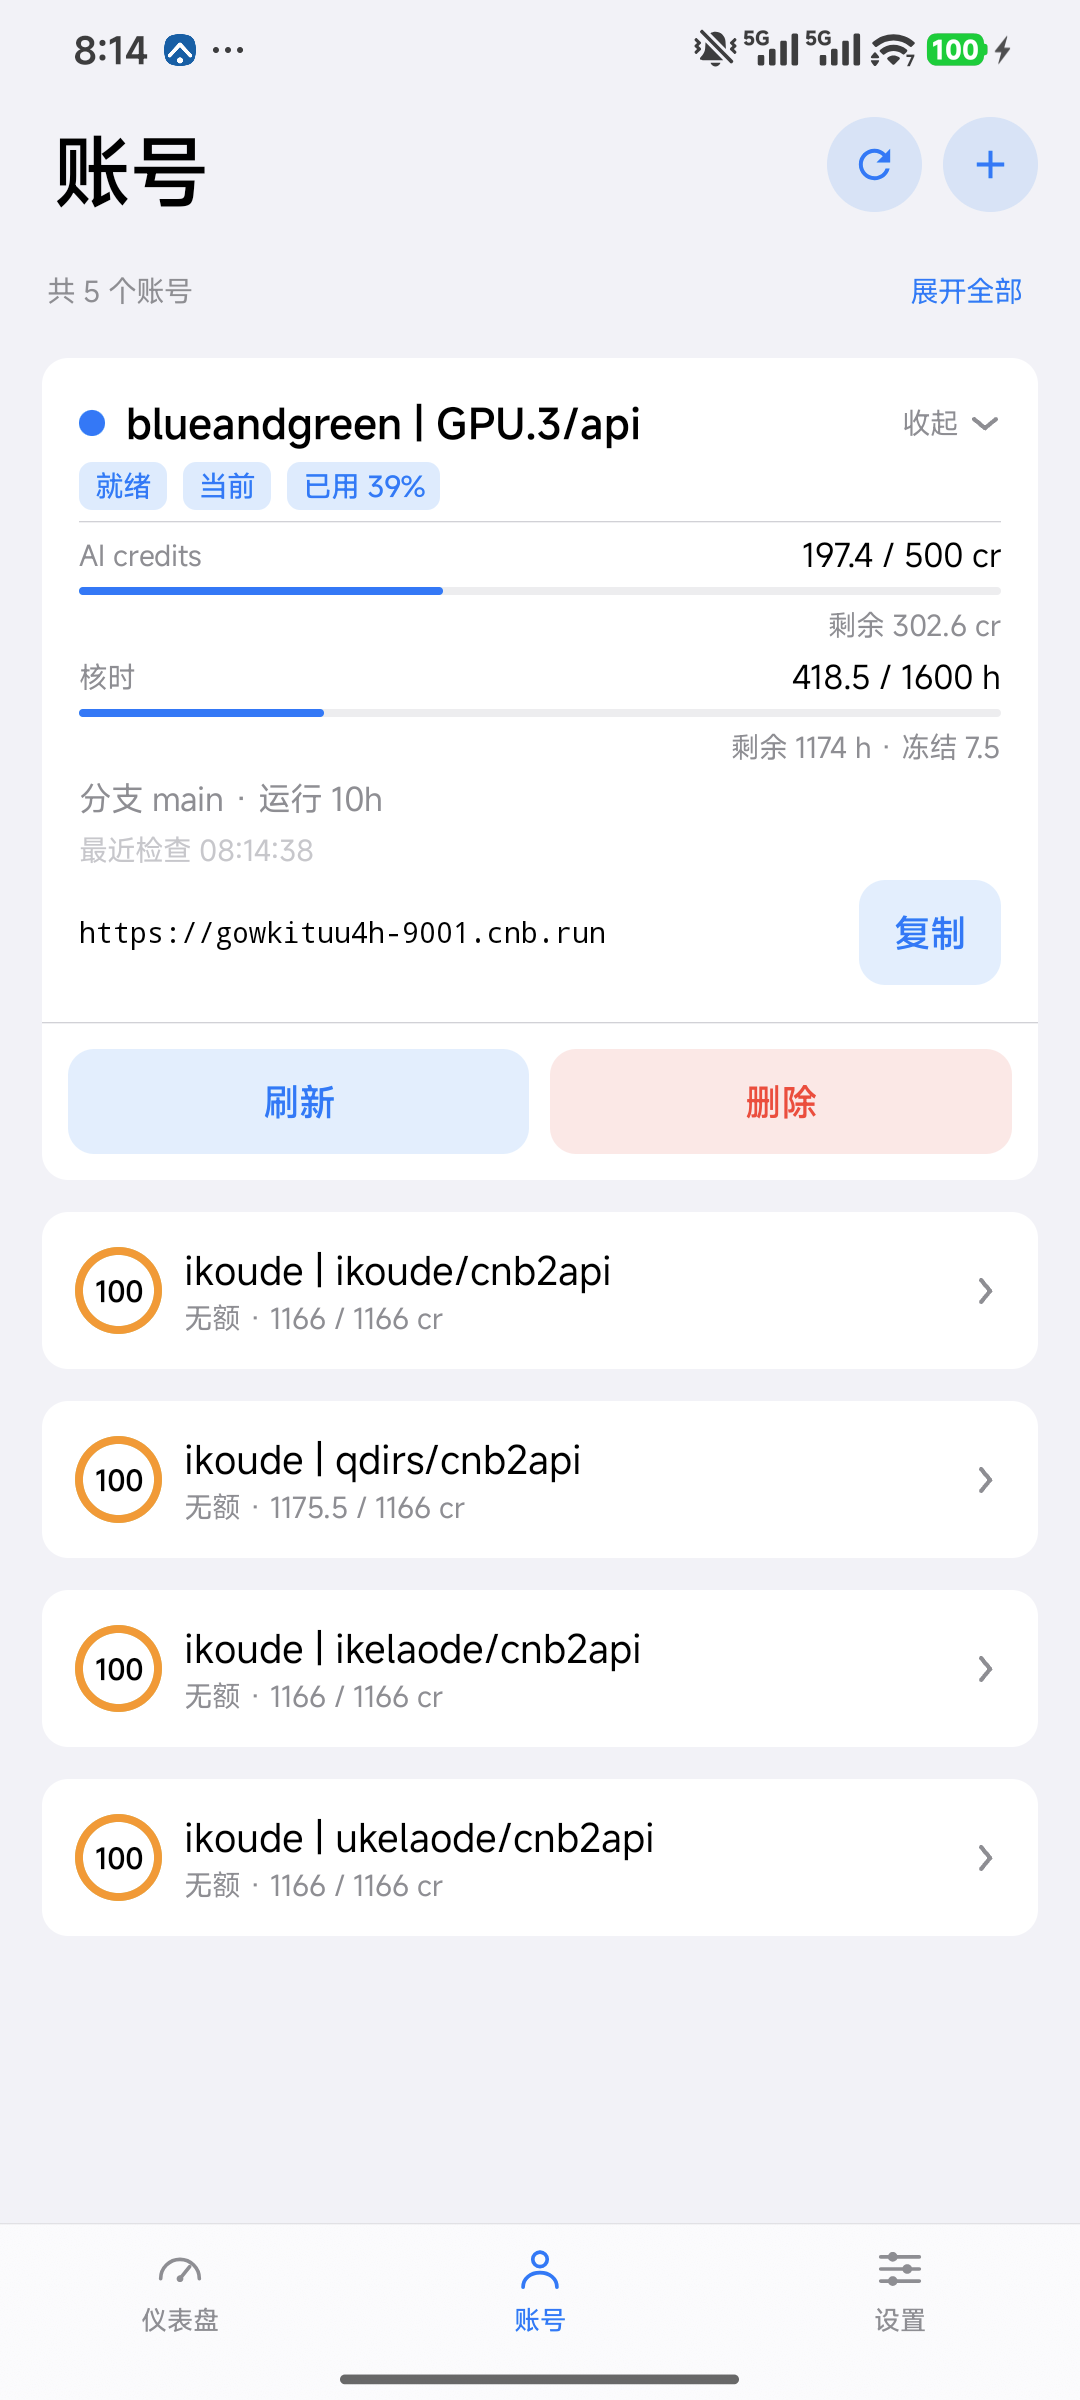 8:14
5G 5G 7 100
账号
共 5 个账号
展开全部
blueandgreen | GPU.3/api
收起
就绪 当前 已用 39%
AI credits
197.4 / 500 cr
剩余 302.6 cr
核时
418.5 / 1600 h
剩余 1174 h · 冻结 7.5
分支 main · 运行 10h
最近检查 08:14:38
https://gowkituu4h-9001.cnb.run
复制
刷新
删除
100
ikoude | ikoude/cnb2api
无额 · 1166 / 1166 cr
100
ikoude | qdirs/cnb2api
无额 · 1175.5 / 1166 cr
100
ikoude | ikelaode/cnb2api
无额 · 1166 / 1166 cr
100
ikoude | ukelaode/cnb2api
无额 · 1166 / 1166 cr
仪表盘
账号
设置